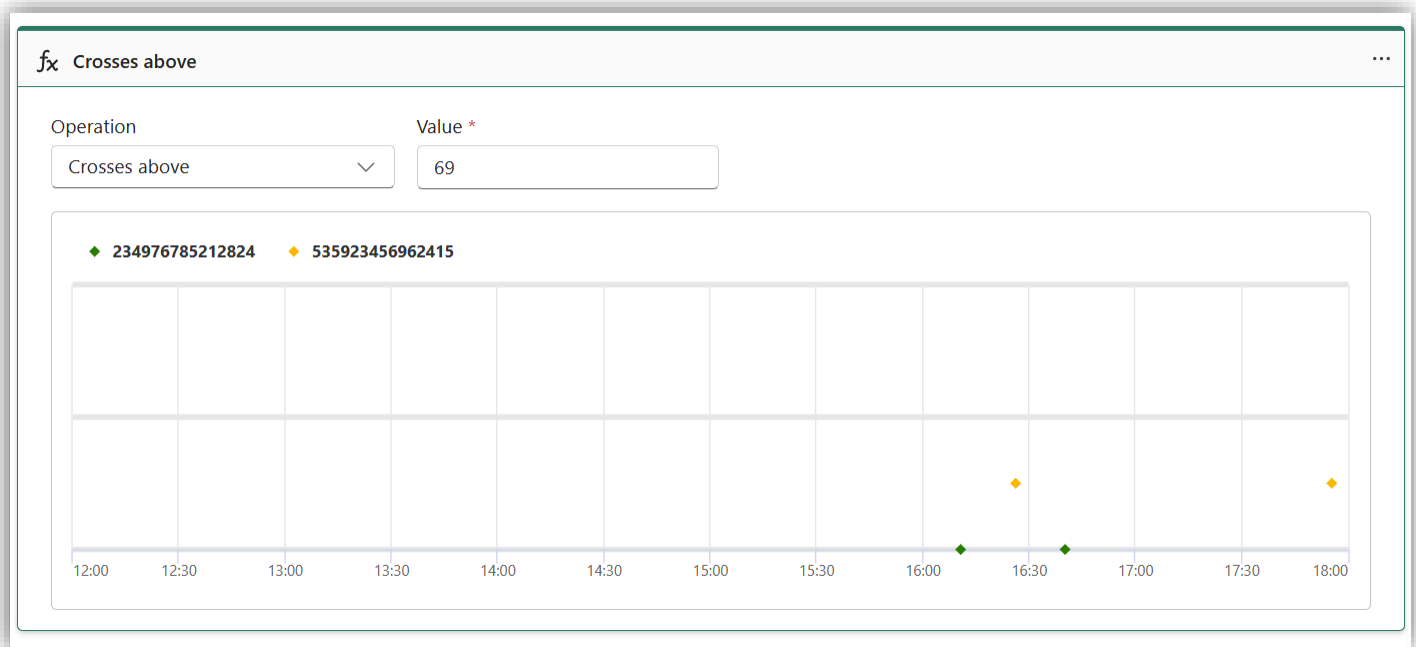 fx Crosses above
Operation
Value *
Crosses above
69
234976785212824 535923456962415
12:00 12:30 13:00 13:30 14:00 14:30 15:00 15:30 16:00 16:30 17:00 17:30 18:00